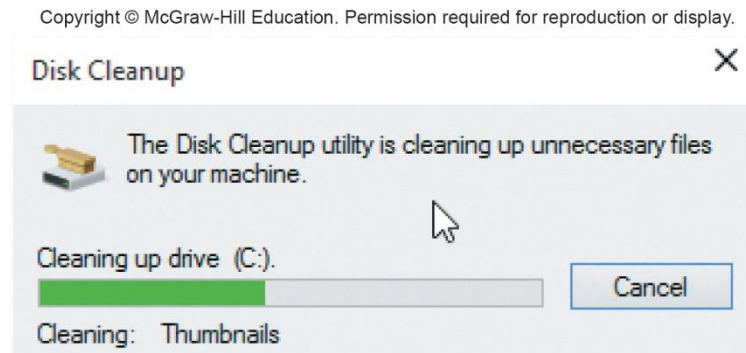 Copyright © McGraw-Hill Education. Permission required for reproduction or display.
Disk Cleanup
The Disk Cleanup utility is cleaning up unnecessary files
on your machine.
Cleaning up drive (C:).
Cancel
Cleaning: Thumbnails